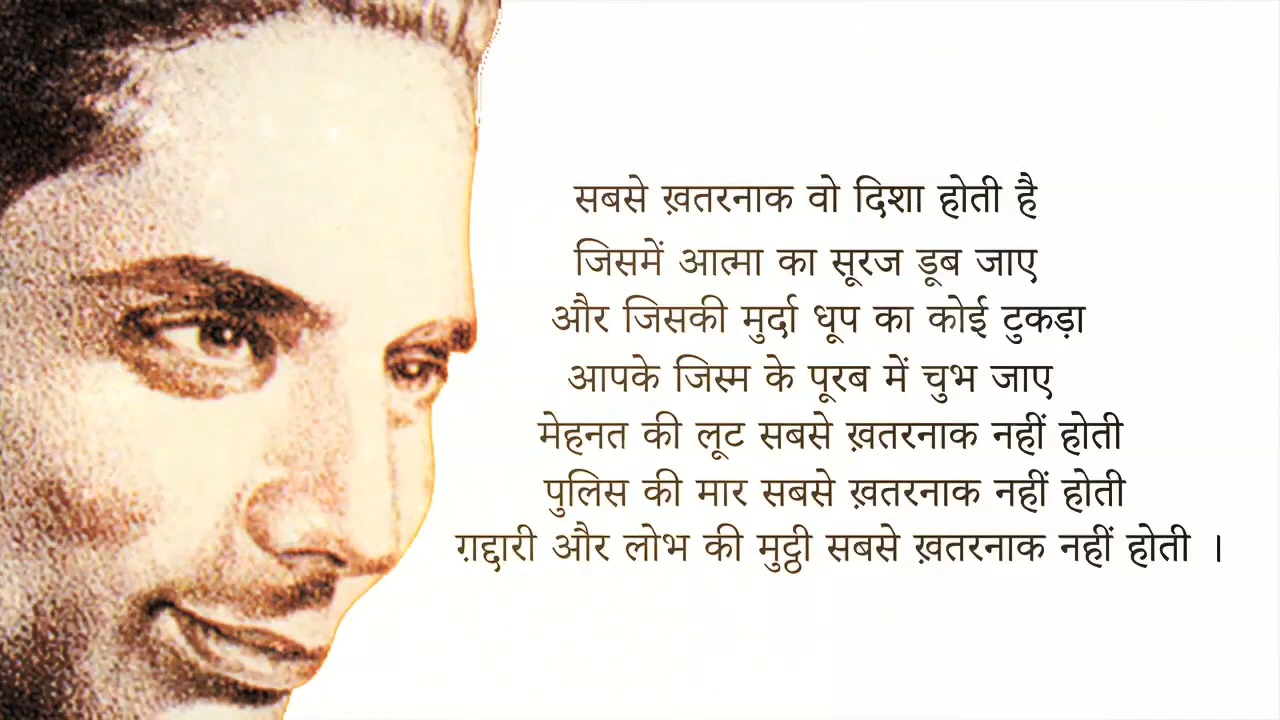 सबसे ख़तरनाक वो दिशा होती है
जिसमें आत्मा का सूरज डूब जाए
और जिसकी मुर्दा धूप का कोई टुकड़ा
आपके जिस्म के पूरब में चुभ जाए
मेहनत की लूट सबसे ख़तरनाक नहीं होती
पुलिस की मार सबसे ख़तरनाक नहीं होती
ग़द्दारी और लोभ की मुट्ठी सबसे ख़तरनाक नहीं होती ।